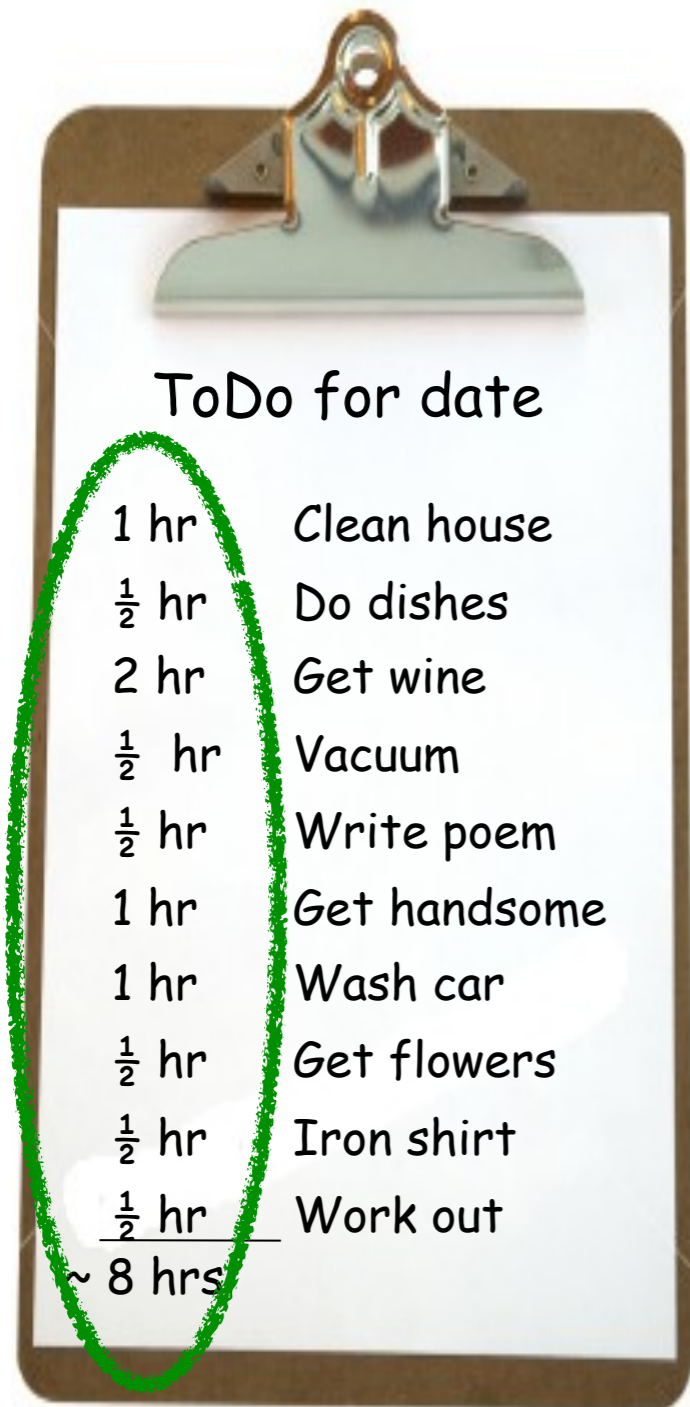 ToDo for date
1 hr Clean house
½ hr Do dishes
2 hr Get wine
½ hr Vacuum
½ hr Write poem
1 hr Get handsome
1 hr Wash car
½ hr Get flowers
½ hr Iron shirt
½ hr Work out
~ 8 hrs